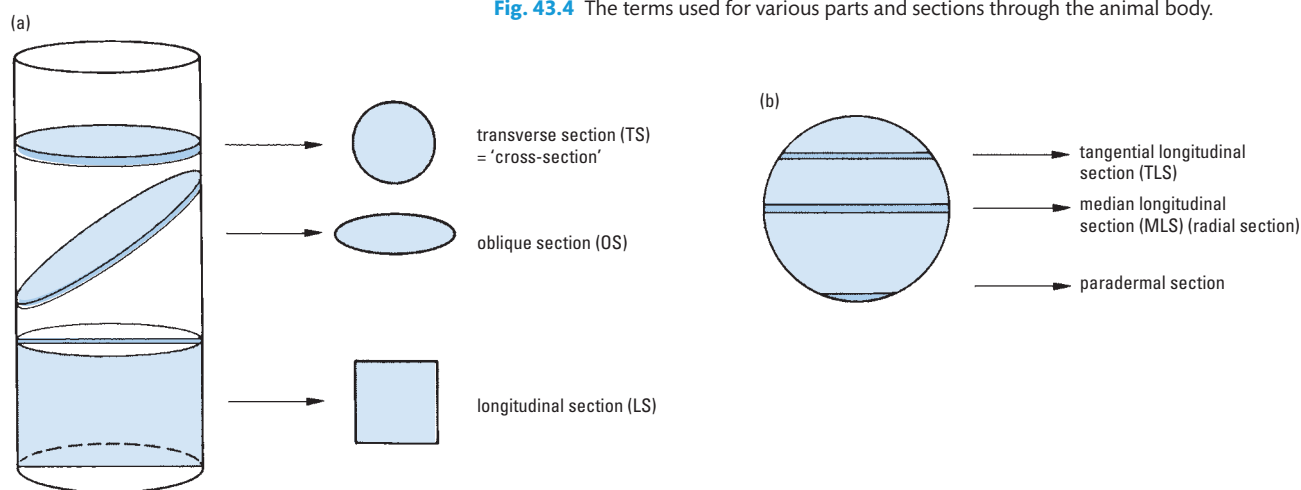 Fig. 43.4 The terms used for various parts and sections through the animal body.
(a)
transverse section (TS)
= ‘cross-section’
oblique section (OS)
longitudinal section (LS)
(b)
tangential longitudinal
section (TLS)
median longitudinal
section (MLS) (radial section)
paradermal section